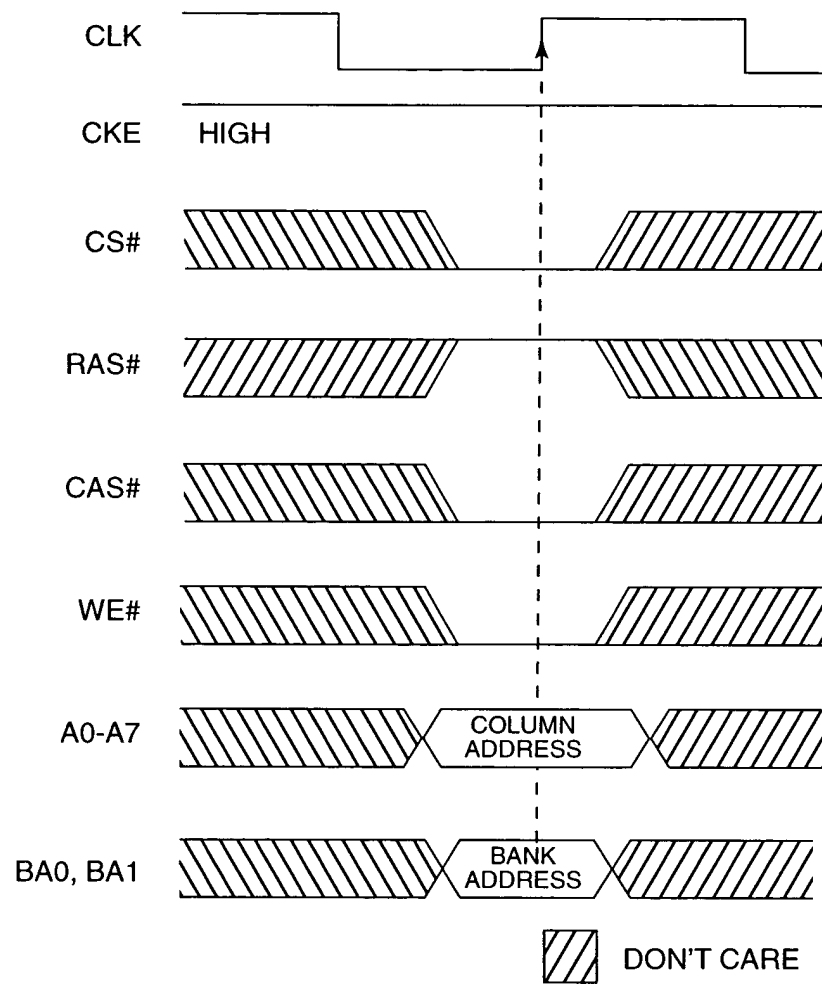 CLK
CKE HIGH
CS#
RAS#
CAS#
WE#
A0-A7 COLUMN
ADDRESS
BA0, BA1 BANK
ADDRESS
DON'T CARE